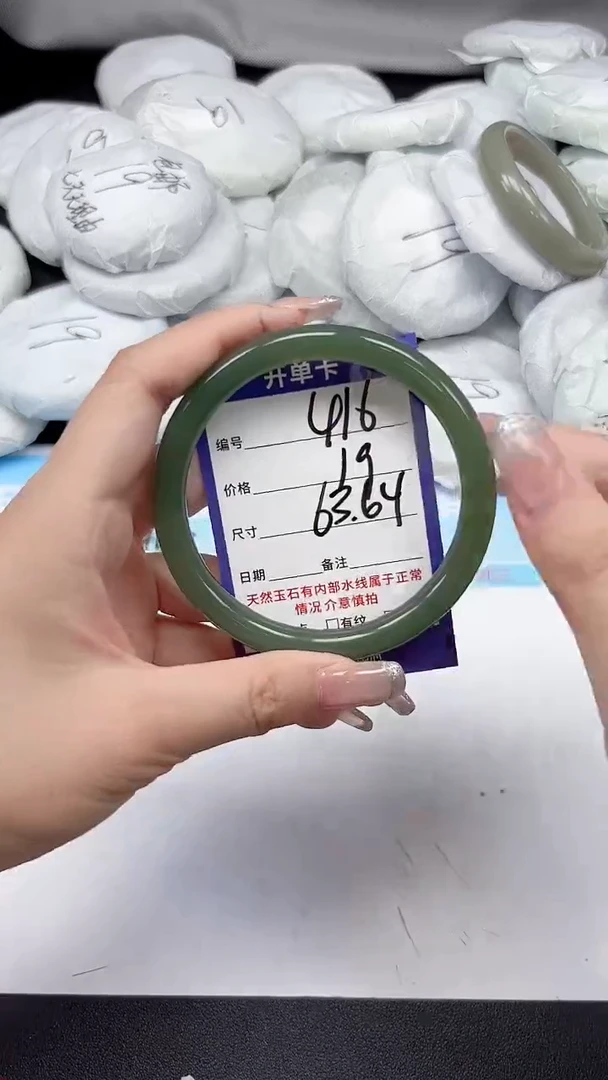 19
开单卡
编号 416
价格 19
尺寸 63.64
日期 备注
天然玉石有内部水线属于正常
情况 介意慎拍
□有纹